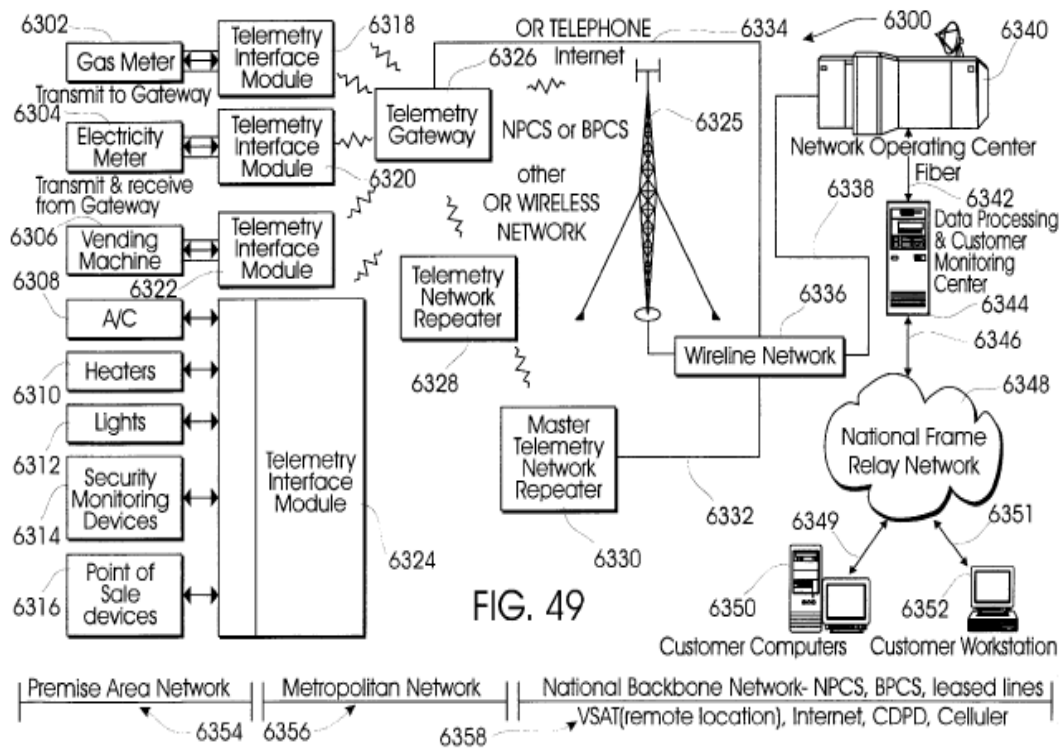 6302
Gas Meter
Telemetry
Interface
Module
6318
Transmit to Gateway
6304
Electricity
Meter
Telemetry
Interface
Module
6320
Transmit & receive
from Gateway
6306
Vending
Machine
Telemetry
Interface
Module
6322
6308
A/C
6310
Heaters
6312
Lights
6314
Security
Monitoring
Devices
6316
Point of
Sale
devices
Telemetry
Interface
Module
6324
6326
Telemetry
Gateway
OR TELEPHONE
Internet
6334
NPCS or BPCS
other
OR WIRELESS
NETWORK
6325
Telemetry
Network
Repeater
6328
Master
Telemetry
Network
Repeater
6330
6332
6336
Wireline Network
6338
6300
6340
Network Operating Center
Fiber
6342
Data Processing
& Customer
Monitoring
Center
6344
6346
6348
National Frame
Relay Network
6349
6351
6350
Customer Computers
6352
Customer Workstation
FIG. 49
Premise Area Network
6354
Metropolitan Network
6356
National Backbone Network- NPCS, BPCS, leased lines
VSAT(remote location), Internet, CDPD, Celluler
6358